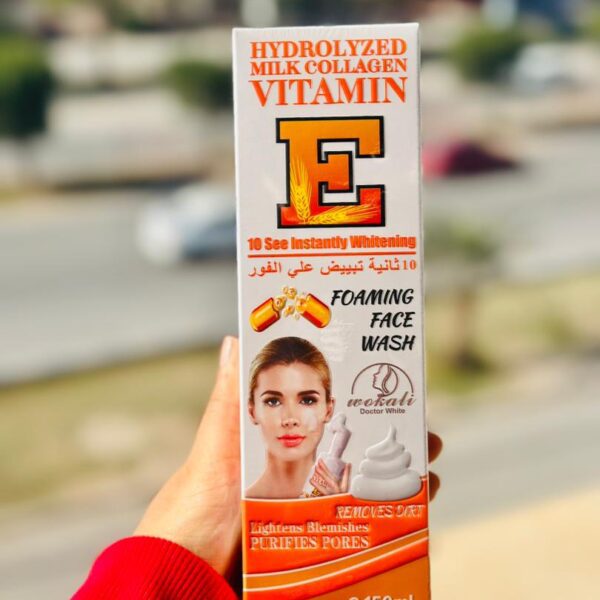 HYDROLYZED
MILK COLLAGEN
VITAMIN
E
10 See Instantly Whitening
10 ثانية تبييض علي الفور
FOAMING
FACE
WASH
wokali
Doctor White
REMOVES DIRT
Lightens Blemishes
PURIFIES PORES
150ml